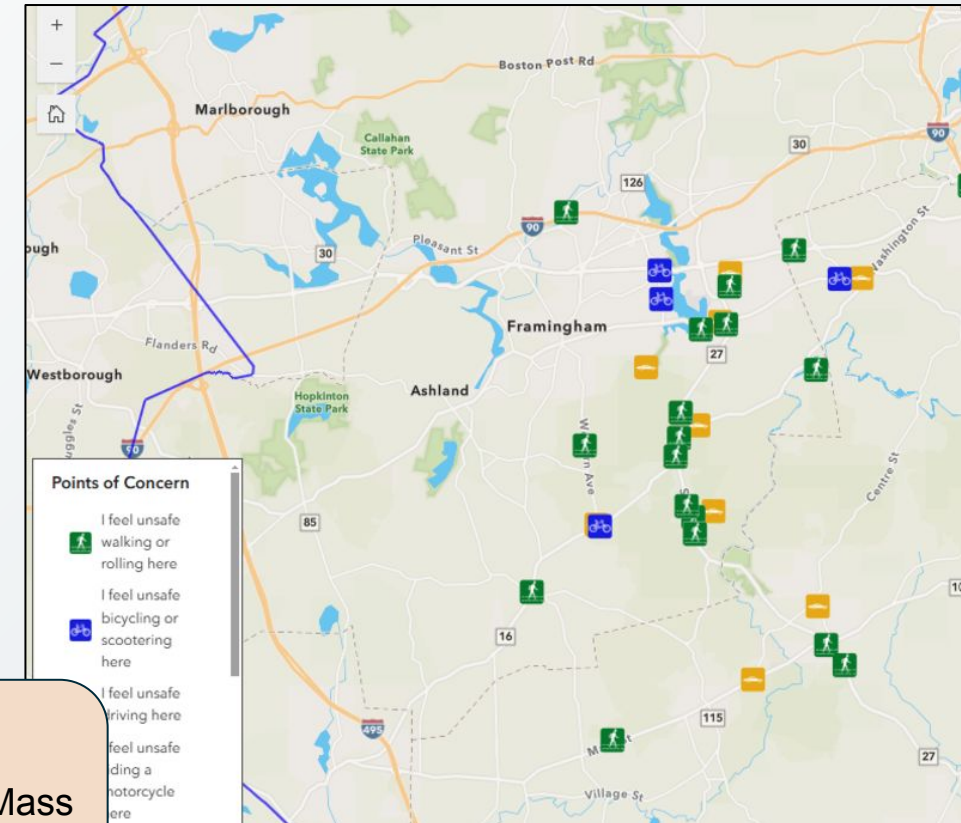 +
−
Boston Post Rd
Marlborough
90
Callahan
State Park
30
126
90
Pleasant St
30
Washington St
ough
Framingham
27
Flanders Rd
Westborough
Ashland
Hopkinton
State Park
90
Centre St
Points of Concern
I feel unsafe
walking or
rolling here
85
I feel unsafe
bicycling or
scootering
here
16
I feel unsafe
driving here
115
495
27
feel unsafe
iding a
motorcycle
ere
Village St
Mass